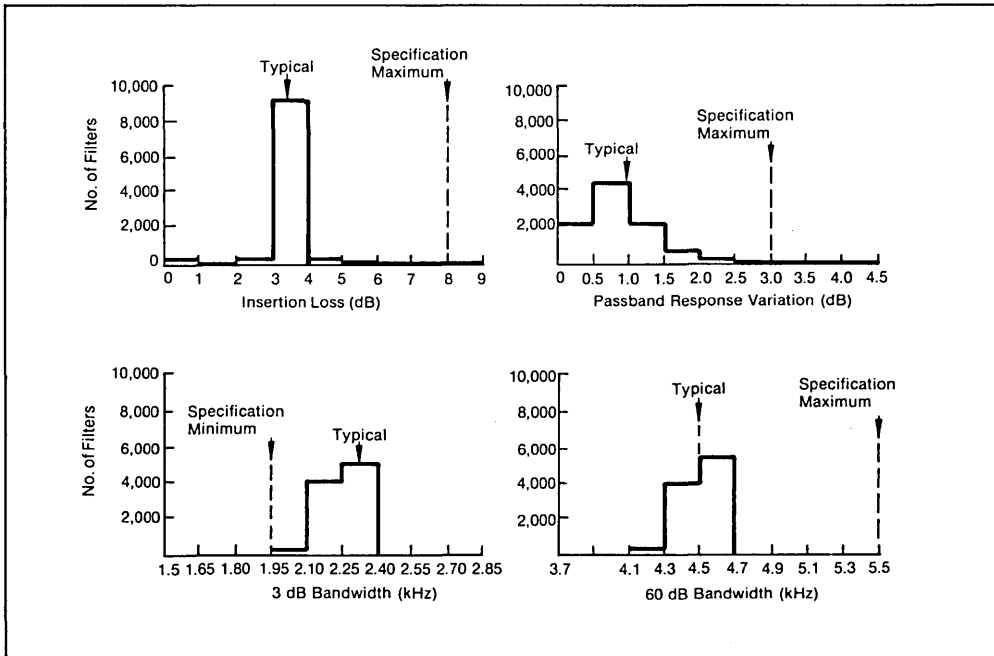 Specification
Maximum
Typical
10,000
8,000
6,000
4,000
2,000
0
No. of Filters
0 1 2 3 4 5 6 7 8 9
Insertion Loss (dB)
Specification
Maximum
Typical
10,000
8,000
6,000
4,000
2,000
0 0.5 1.0 1.5 2.0 2.5 3.0 3.5 4.0 4.5
Passband Response Variation (dB)
Specification
Minimum
Typical
10,000
8,000
6,000
4,000
2,000
No. of Filters
1.5 1.65 1.80 1.95 2.10 2.25 2.40 2.55 2.70 2.85
3 dB Bandwidth (kHz)
Typical
Specification
Maximum
10,000
8,000
6,000
4,000
2,000
3.7 4.1 4.3 4.5 4.7 4.9 5.1 5.3 5.5
60 dB Bandwidth (kHz)